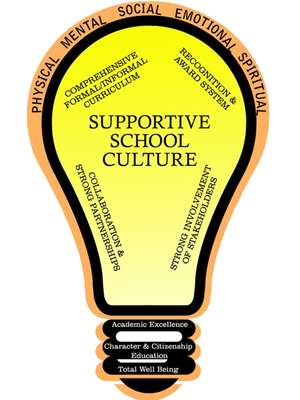 PHYSICAL MENTAL SOCIAL EMOTIONAL SPIRITUAL
COMPREHENSIVE
FORMAL/INFORMAL
CURRICULUM
RECOGNITION &
AWARD SYSTEM
SUPPORTIVE
SCHOOL
CULTURE
COLLABORATION &
STRONG PARTNERSHIPS
STRONG INVOLVEMENT
OF STAKEHOLDERS
Academic Excellence
Character & Citizenship
Education
Total Well Being